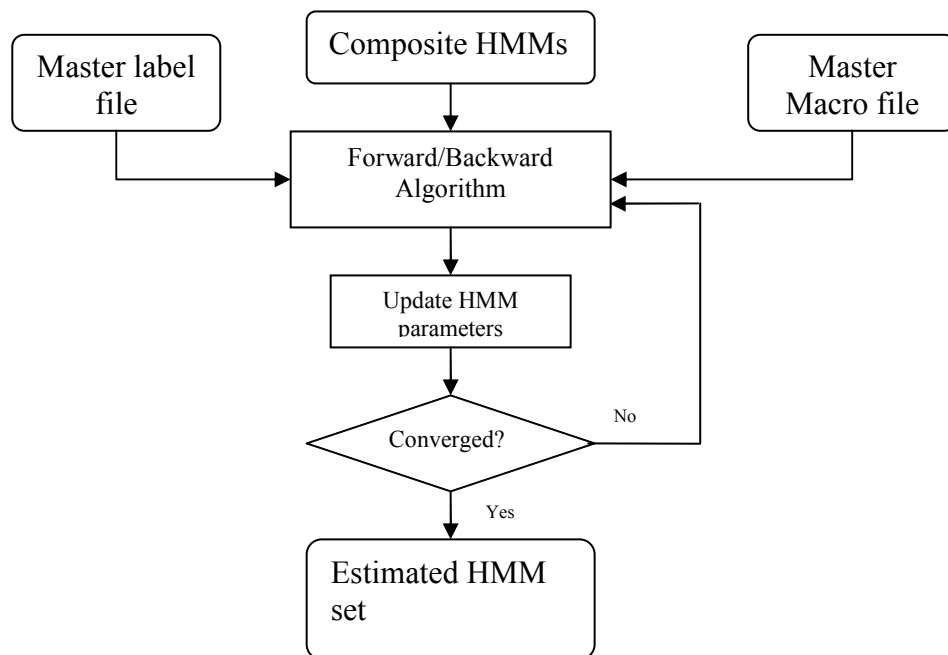 Composite HMMs
Master label
file
Master
Macro file
Forward/Backward
Algorithm
Update HMM
parameters
Converged?
No
Yes
Estimated HMM
set